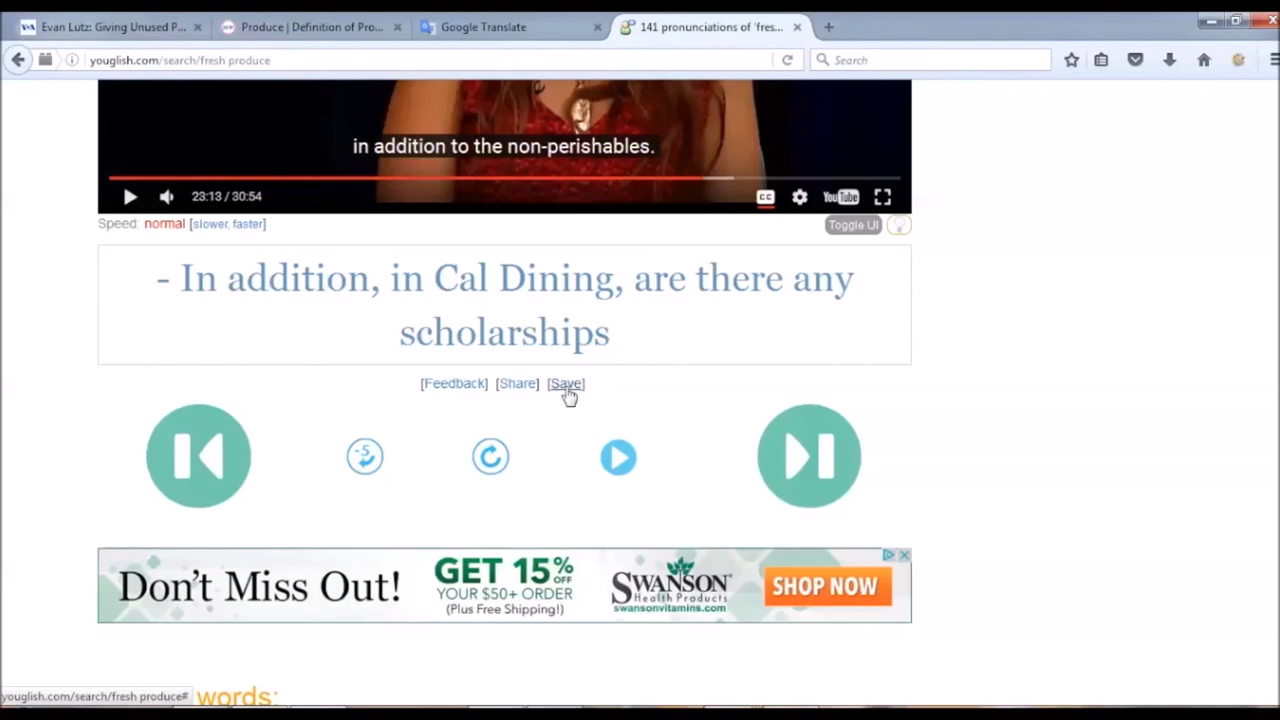 Evan Lutz: Giving Unused P...
Produce | Definition of Pro...
Google Translate
141 pronunciations of 'fres...
youglish.com/search/fresh produce
Search
in addition to the non-perishables.
23:13 / 30:54
CC
YouTube
Speed: normal [slower, faster]
Toggle UI
- In addition, in Cal Dining, are there any
scholarships
[Feedback] [Share] [Save]
-5
Don't Miss Out!
GET 15% OFF
YOUR $50+ ORDER
(Plus Free Shipping!)
SWANSON
Health Products
swansonvitamins.com
SHOP NOW
youglish.com/search/fresh produce#
words: